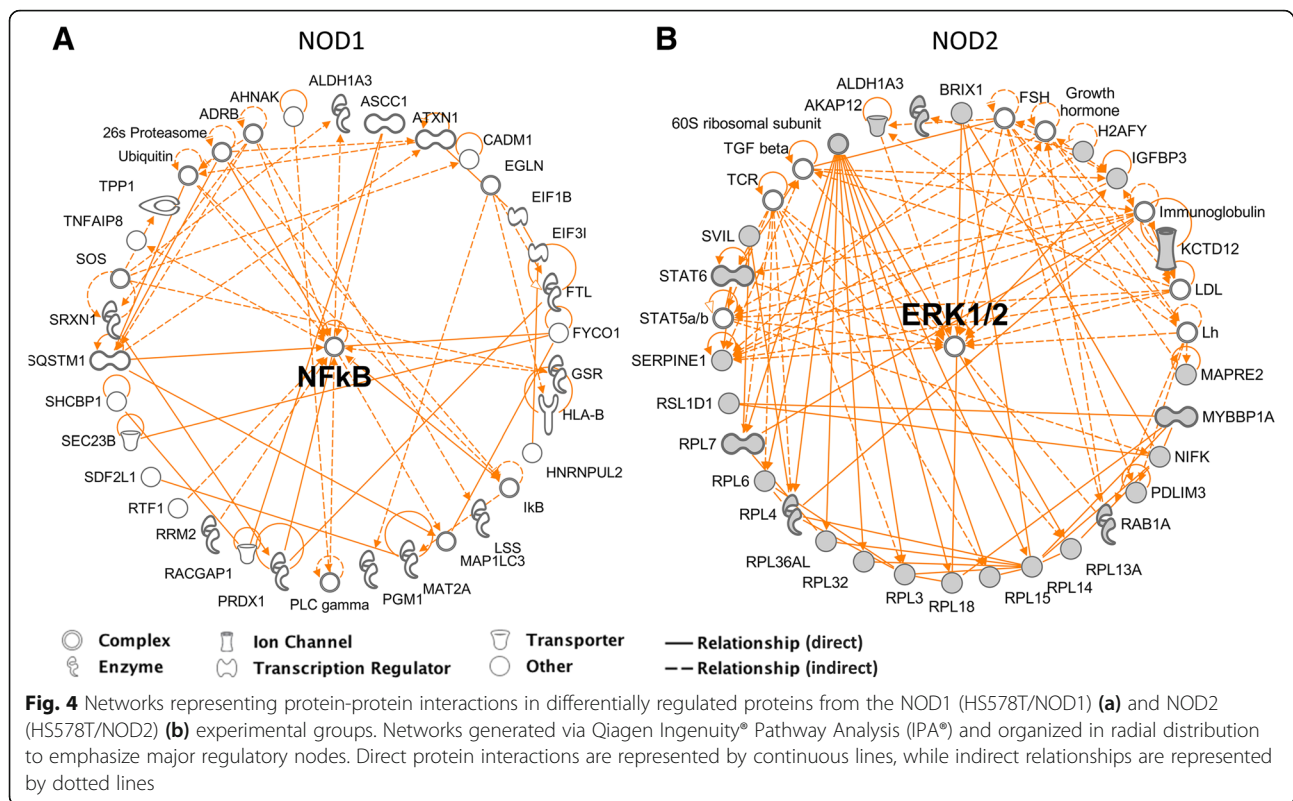 A
NOD1
ALDH1A3
AHNAK
ASCC1
ADRB
ATXN1
26s Proteasome
CADM1
Ubiquitin
EGLN
TPP1
EIF1B
TNFAIP8
EIF3I
SOS
FTL
SRXN1
FYCO1
SQSTM1
NFkB
GSR
SHCBP1
HLA-B
SEC23B
HNRNPUL2
SDF2L1
IkB
RTF1
LSS
RRM2
MAP1LC3
RACGAP1
MAT2A
PRDX1
PLC gamma
PGM1
B
NOD2
ALDH1A3
BRIX1
FSH
Growth
hormone
AKAP12
60S ribosomal subunit
H2AFY
TGF beta
IGFBP3
TCR
Immunoglobulin
SVIL
KCTD12
STAT6
LDL
STAT5a/b
ERK1/2
Lh
SERPINE1
MAPRE2
RSL1D1
MYBBP1A
RPL7
NIFK
RPL6
PDLIM3
RPL4
RAB1A
RPL36AL
RPL13A
RPL32
RPL14
RPL3
RPL15
RPL18
Complex
Ion Channel
Transporter
Relationship (direct)
Enzyme
Transcription Regulator
Other
Relationship (indirect)
Fig. 4 Networks representing protein-protein interactions in differentially regulated proteins from the NOD1 (HS578T/NOD1) (a) and NOD2
(HS578T/NOD2) (b) experimental groups. Networks generated via Qiagen Ingenuity® Pathway Analysis (IPA®) and organized in radial distribution
to emphasize major regulatory nodes. Direct protein interactions are represented by continuous lines, while indirect relationships are represented
by dotted lines